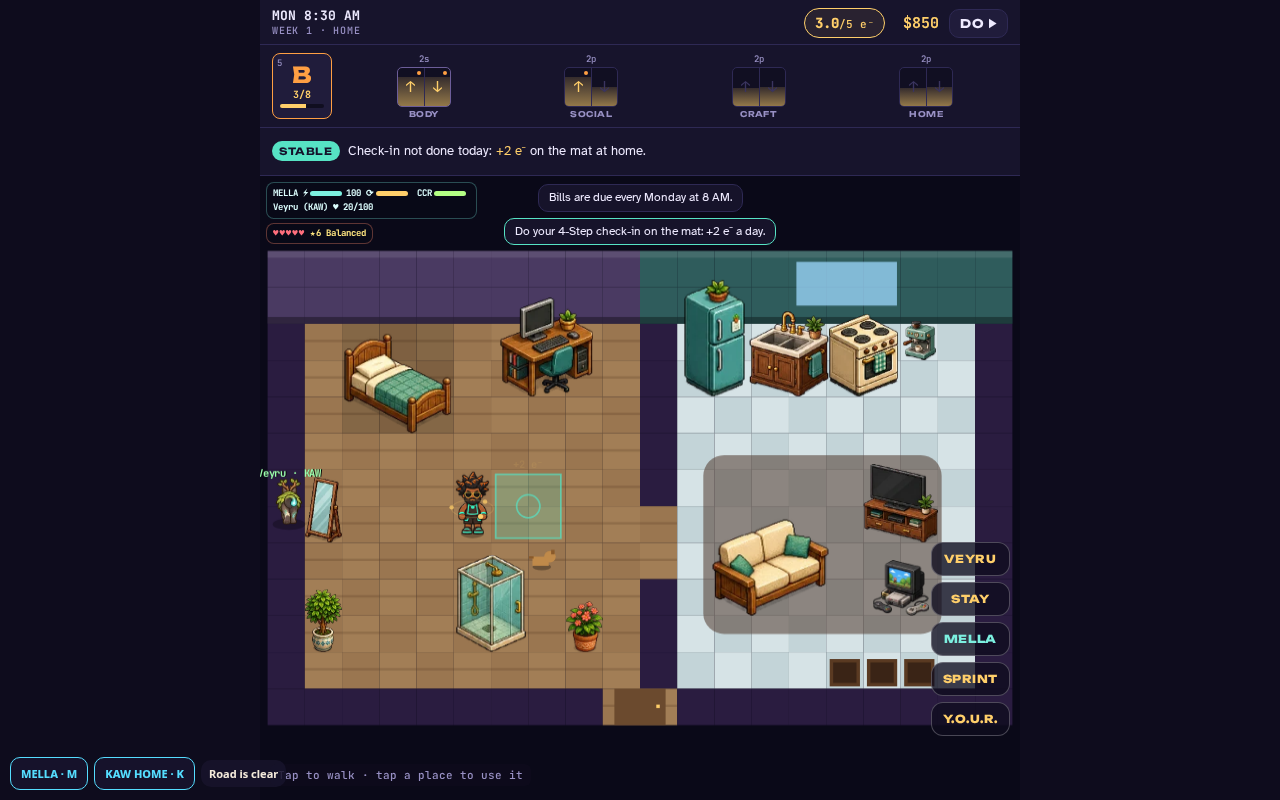 MON 8:30 AM
WEEK 1 · HOME
3.0/5 e⁻
$850
DO ▶
5
B
3/8
2s
↑ ↓
BODY
2p
↑ ↓
SOCIAL
2p
↑ ↑
CRAFT
2p
↑ ↑
HOME
STABLE Check-in not done today: +2 e⁻ on the mat at home.
MELLA ⚡ 100 ⟳ CCR
Veyru (KAW) ♥ 20/100
♥♥♥♥♥ ★6 Balanced
Bills are due every Monday at 8 AM.
Do your 4-Step check-in on the mat: +2 e⁻ a day.
Veyru · KAW
VEYRU
STAY
MELLA
SPRINT
Y.O.U.R.
MELLA · M
KAW HOME · K
Road is clear
ap to walk · tap a place to use it